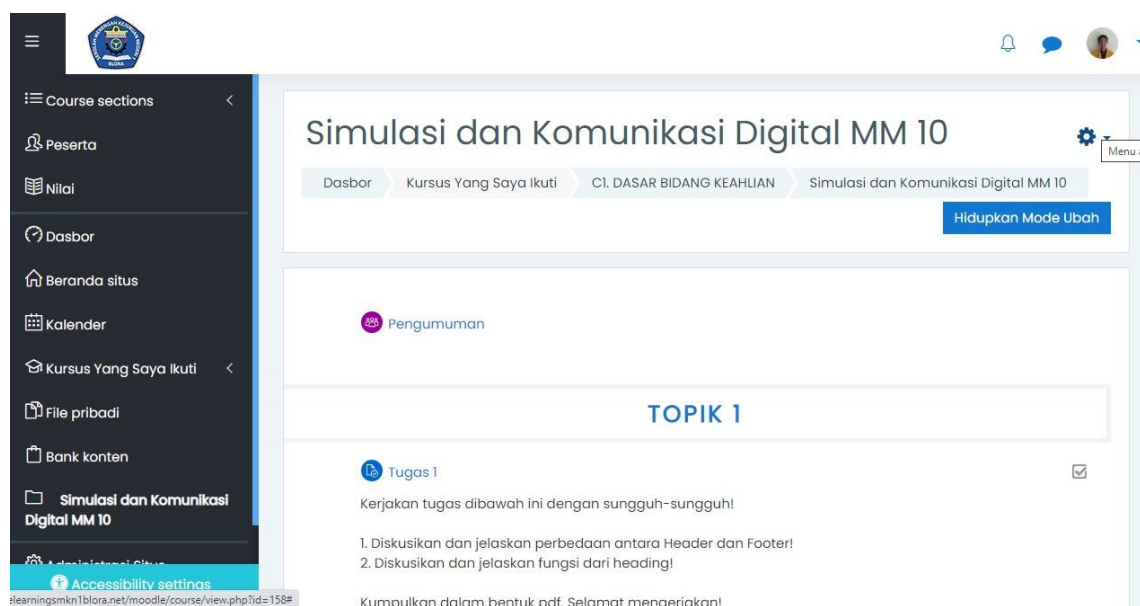 BLORA
Course sections
Peserta
Nilai
Dasbor
Beranda situs
Kalender
Kursus Yang Saya Ikuti
File pribadi
Bank konten
Simulasi dan Komunikasi
Digital MM 10
Administrasi Situs
Accessibility settings
elearningsmkn1blora.net/moodle/course/view.php?id=158#
Simulasi dan Komunikasi Digital MM 10
Menu
Dasbor Kursus Yang Saya Ikuti C1. DASAR BIDANG KEAHLIAN Simulasi dan Komunikasi Digital MM 10
Hidupkan Mode Ubah
Pengumuman
TOPIK 1
Tugas 1
Kerjakan tugas dibawah ini dengan sungguh-sungguh!
1. Diskusikan dan jelaskan perbedaan antara Header dan Footer!
2. Diskusikan dan jelaskan fungsi dari heading!
Kumpulkan dalam bentuk pdf. Selamat mengerjakan!